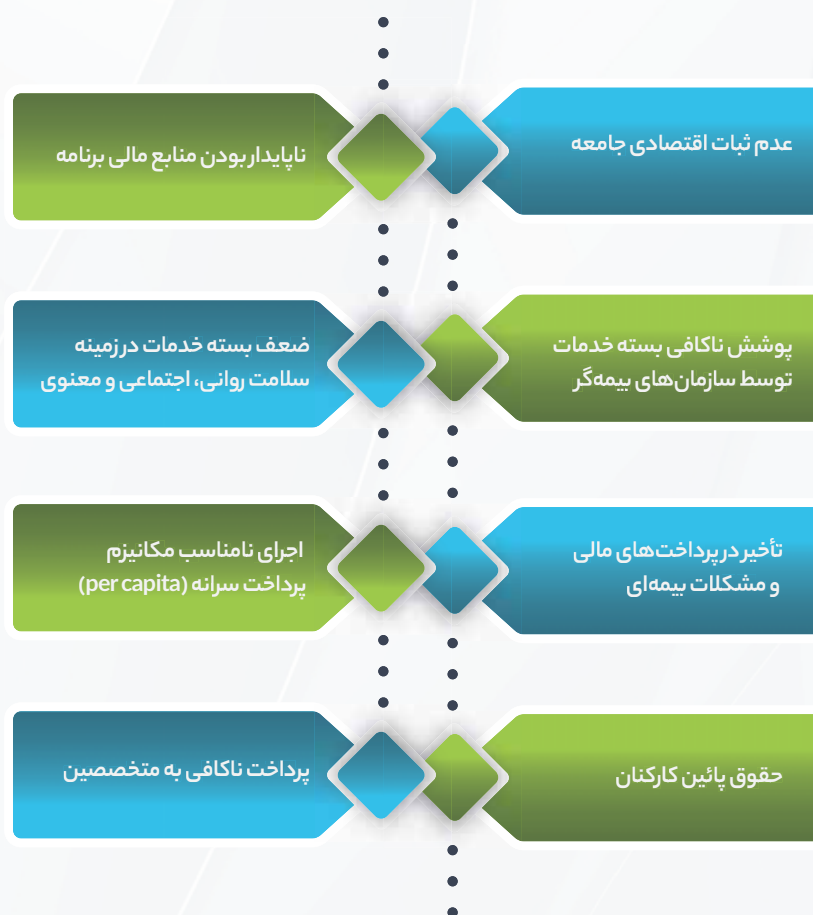 عدم ثبات اقتصادی جامعه
ناپایدار بودن منابع مالی برنامه
پوشش ناکافی بسته خدمات
توسط سازمان‌های بیمه‌گر
ضعف بسته خدمات در زمینه
سلامت روانی، اجتماعی و معنوی
تأخیر در پرداخت‌های مالی
و مشکلات بیمه‌ای
اجرای نامناسب مکانیزم
پرداخت سرانه (per capita)
حقوق پائین کارکنان
پرداخت ناکافی به متخصصین